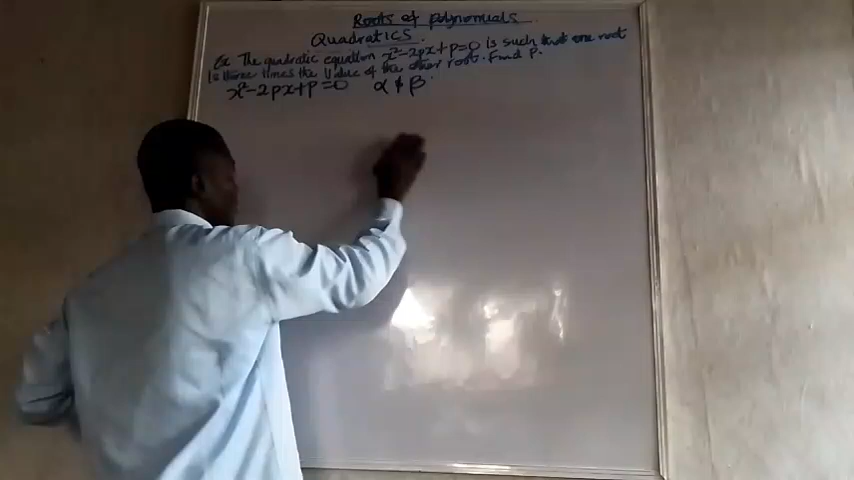 Roots of polynomials.
Quadratics.
Ex The quadratic equation x²-2px+p=0 is such that one root
is three times the value of the other root. Find P.
x²-2px+p=0 α & β